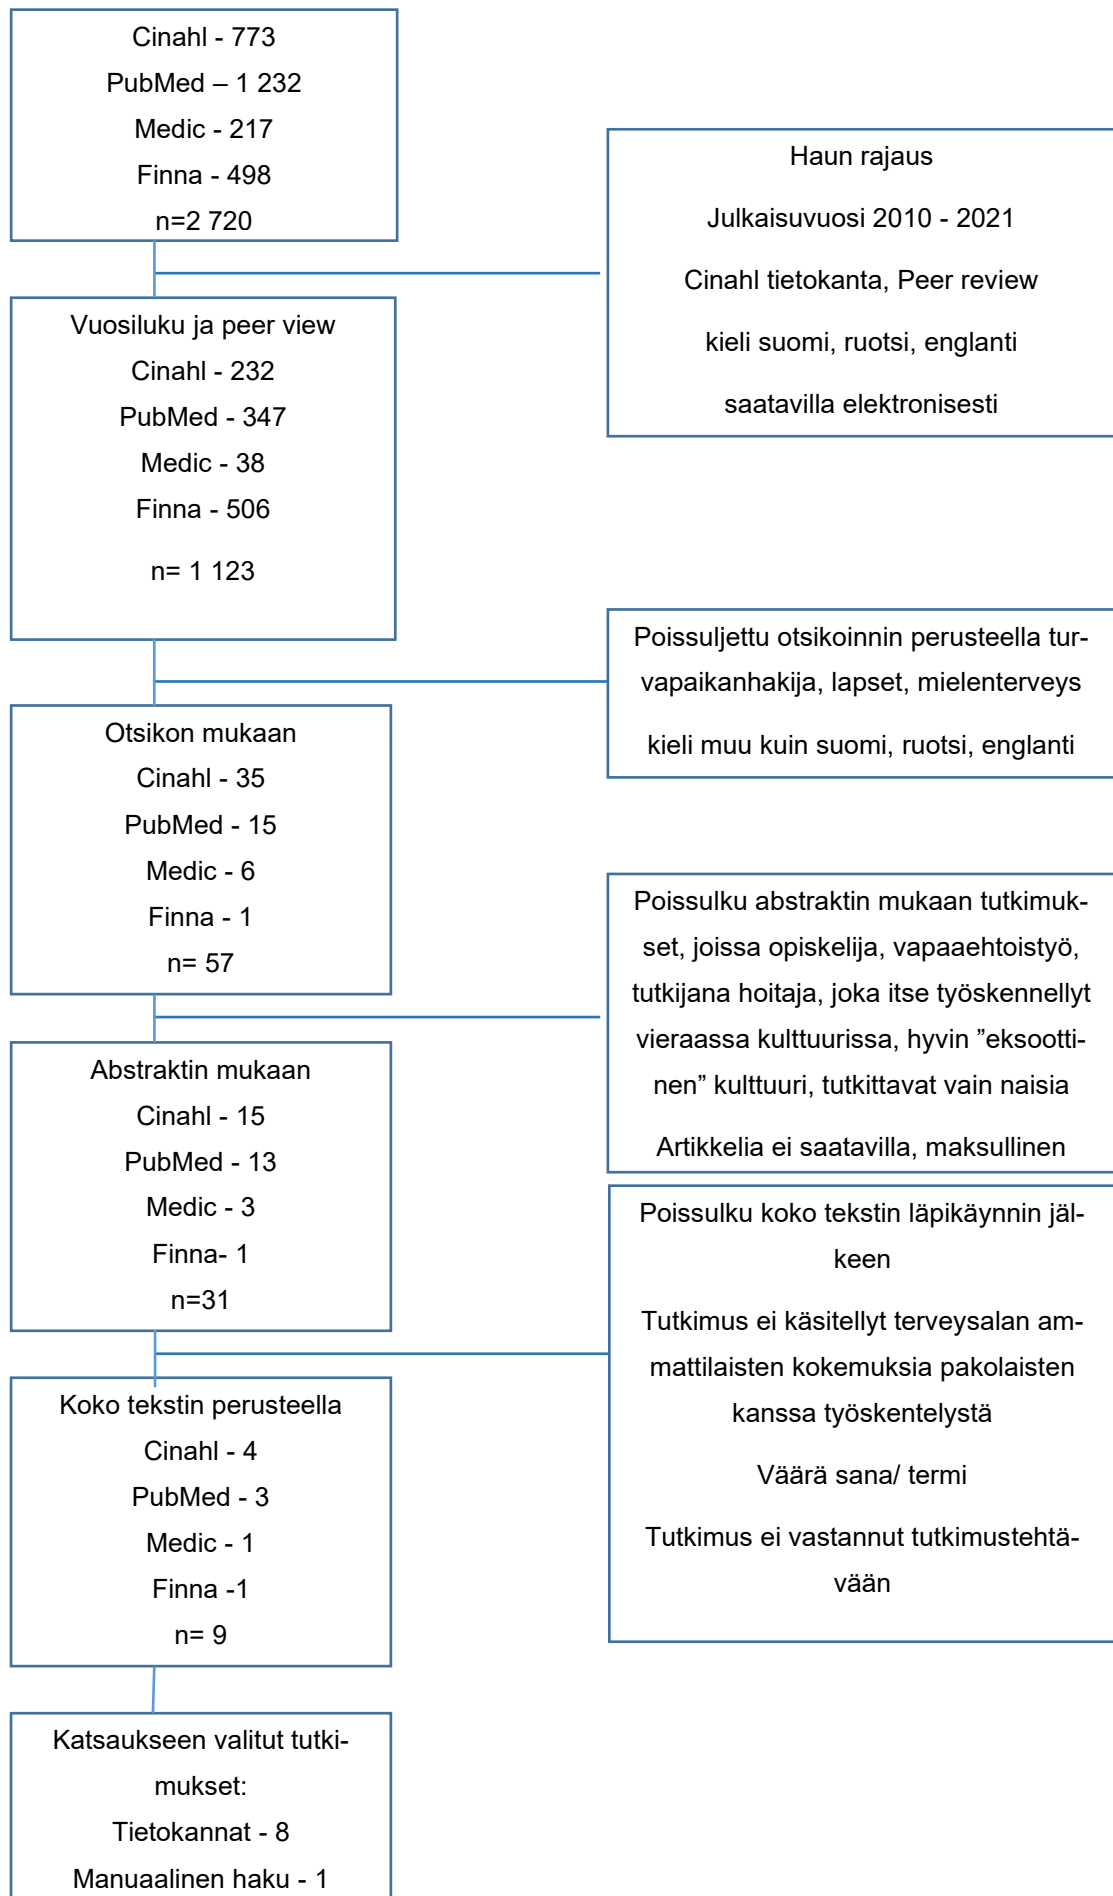 Cinahl - 773
PubMed – 1 232
Medic - 217
Finna - 498
n=2 720
Haun rajaus
Julkaisuvuosi 2010 - 2021
Cinahl tietokanta, Peer review
kieli suomi, ruotsi, englanti
saatavilla elektronisesti
Vuosiluku ja peer view
Cinahl - 232
PubMed - 347
Medic - 38
Finna - 506
n= 1 123
Poissuljettu otsikoinnin perusteella tur-
vapaikanhakija, lapset, mielenterveys
kieli muu kuin suomi, ruotsi, englanti
Otsikon mukaan
Cinahl - 35
PubMed - 15
Medic - 6
Finna - 1
n= 57
Poissulku abstraktin mukaan tutkimuk-
set, joissa opiskelija, vapaaehtoistyö,
tutkijana hoitaja, joka itse työskennellyt
vieraassa kulttuurissa, hyvin ”eksootti-
nen” kulttuuri, tutkittavat vain naisia
Artikkelia ei saatavilla, maksullinen
Abstraktin mukaan
Cinahl - 15
PubMed - 13
Medic - 3
Finna- 1
n=31
Poissulku koko tekstin läpikäynnin jäl-
keen
Tutkimus ei käsitellyt terveysalan am-
mattilaisten kokemuksia pakolaisten
kanssa työskentelystä
Väärä sana/ termi
Tutkimus ei vastannut tutkimustehtä-
vään
Koko tekstin perusteella
Cinahl - 4
PubMed - 3
Medic - 1
Finna -1
n= 9
Katsaukseen valitut tutki-
mukset:
Tietokannat - 8
Manuaalinen haku - 1